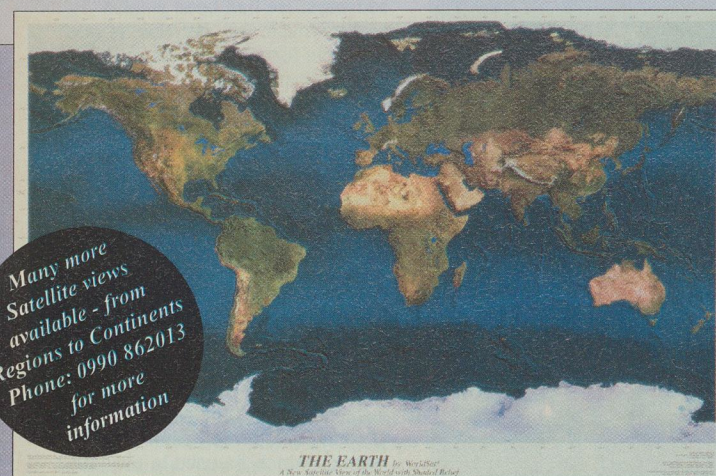 Many more
Satellite views
available - from
Regions to Continents
Phone: 0990 862013
for more
information
THE EARTH by WorldSat
A New Satellite View of the World with Shaded Relief